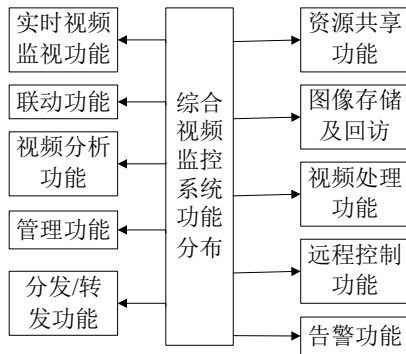 实时视频
监视功能
联动功能
视频分析
功能
管理功能
分发/转
发功能
综合
视频
监控
系统
功能
分布
资源共享
功能
图像存储
及回访
视频处理
功能
远程控制
功能
告警功能